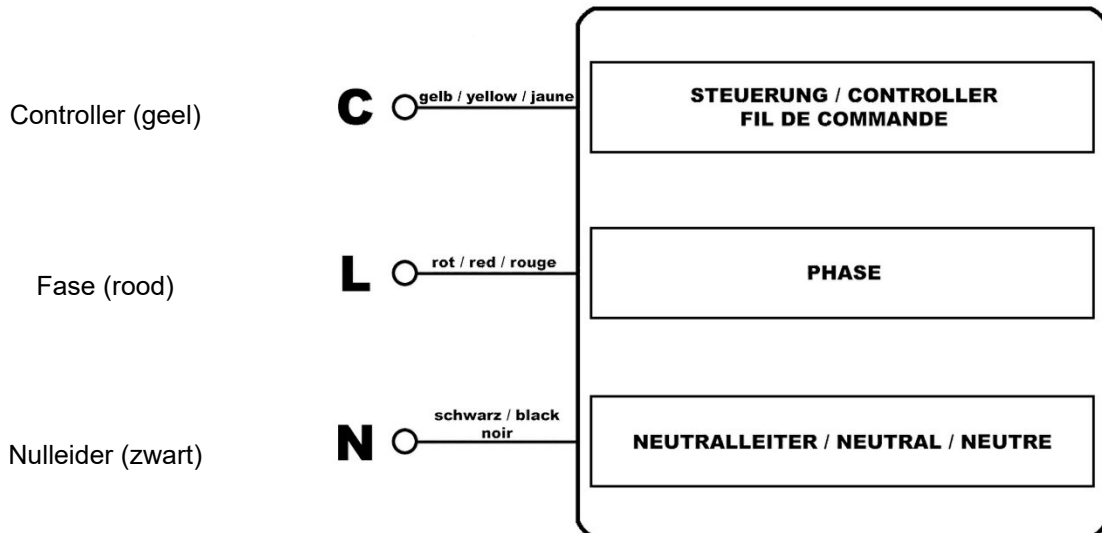 Controller (geel)
C
gelb / yellow / jaune
STEUERUNG / CONTROLLER
FIL DE COMMANDE
Fase (rood)
L
rot / red / rouge
PHASE
Nulleider (zwart)
N
schwarz / black
noir
NEUTRALLEITER / NEUTRAL / NEUTRE